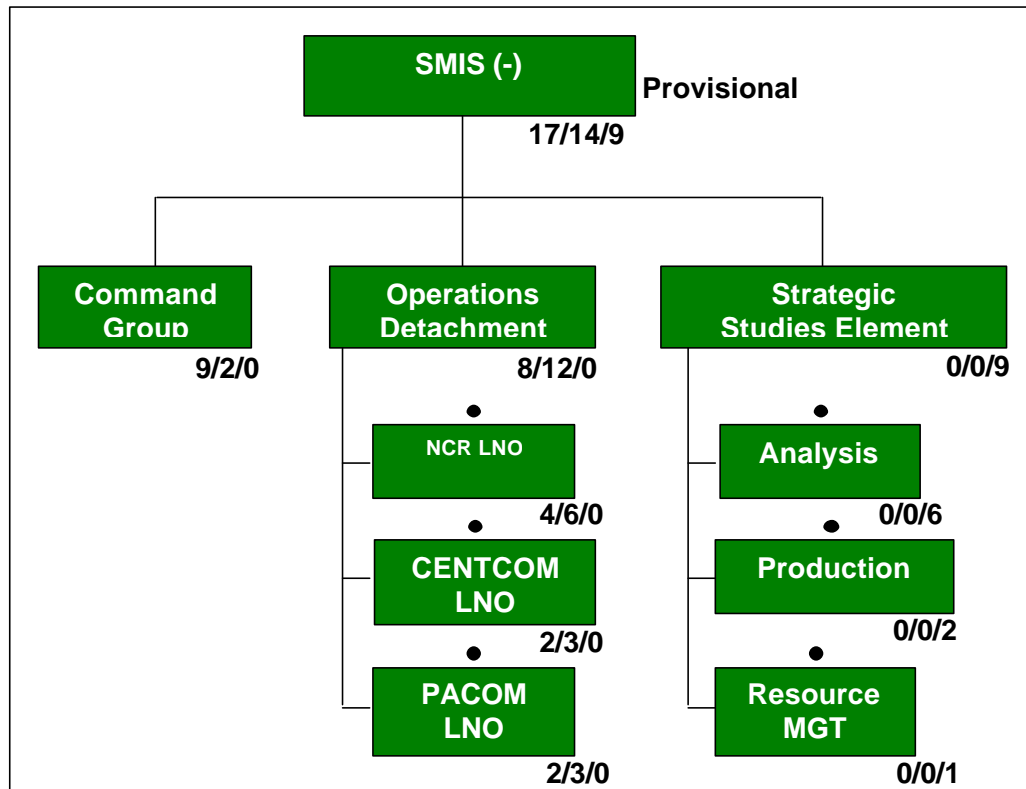 SMIS (-)
Provisional
17/14/9
Command
Group
9/2/0
Operations
Detachment
8/12/0
Strategic
Studies Element
0/0/9
NCR LNO
4/6/0
CENTCOM
LNO
2/3/0
PACOM
LNO
2/3/0
Analysis
0/0/6
Production
0/0/2
Resource
MGT
0/0/1